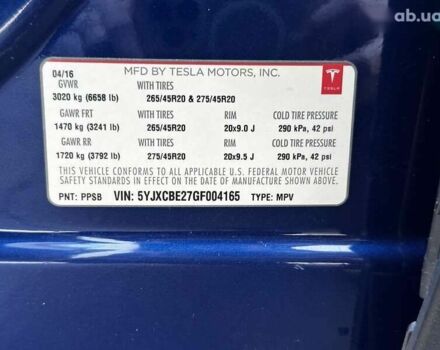 ab.ua
04/16
MFD BY TESLA MOTORS, INC.
TESLA
GVWR WITH TIRES
3020 kg (6658 lb) 265/45R20 & 275/45R20
GAWR FRT WITH TIRES RIM COLD TIRE PRESSURE
1470 kg (3241 lb) 265/45R20 20x9.0 J 290 kPa, 42 psi
GAWR RR WITH TIRES RIM COLD TIRE PRESSURE
1720 kg (3792 lb) 275/45R20 20x9.5 J 290 kPa, 42 psi
THIS VEHICLE CONFORMS TO ALL APPLICABLE U.S. FEDERAL MOTOR VEHICLE
SAFETY STANDARDS IN EFFECT ON THE DATE OF MANUFACTURE SHOWN ABOVE.
PNT: PPSB VIN: 5YJXCBE27GF004165 TYPE: MPV